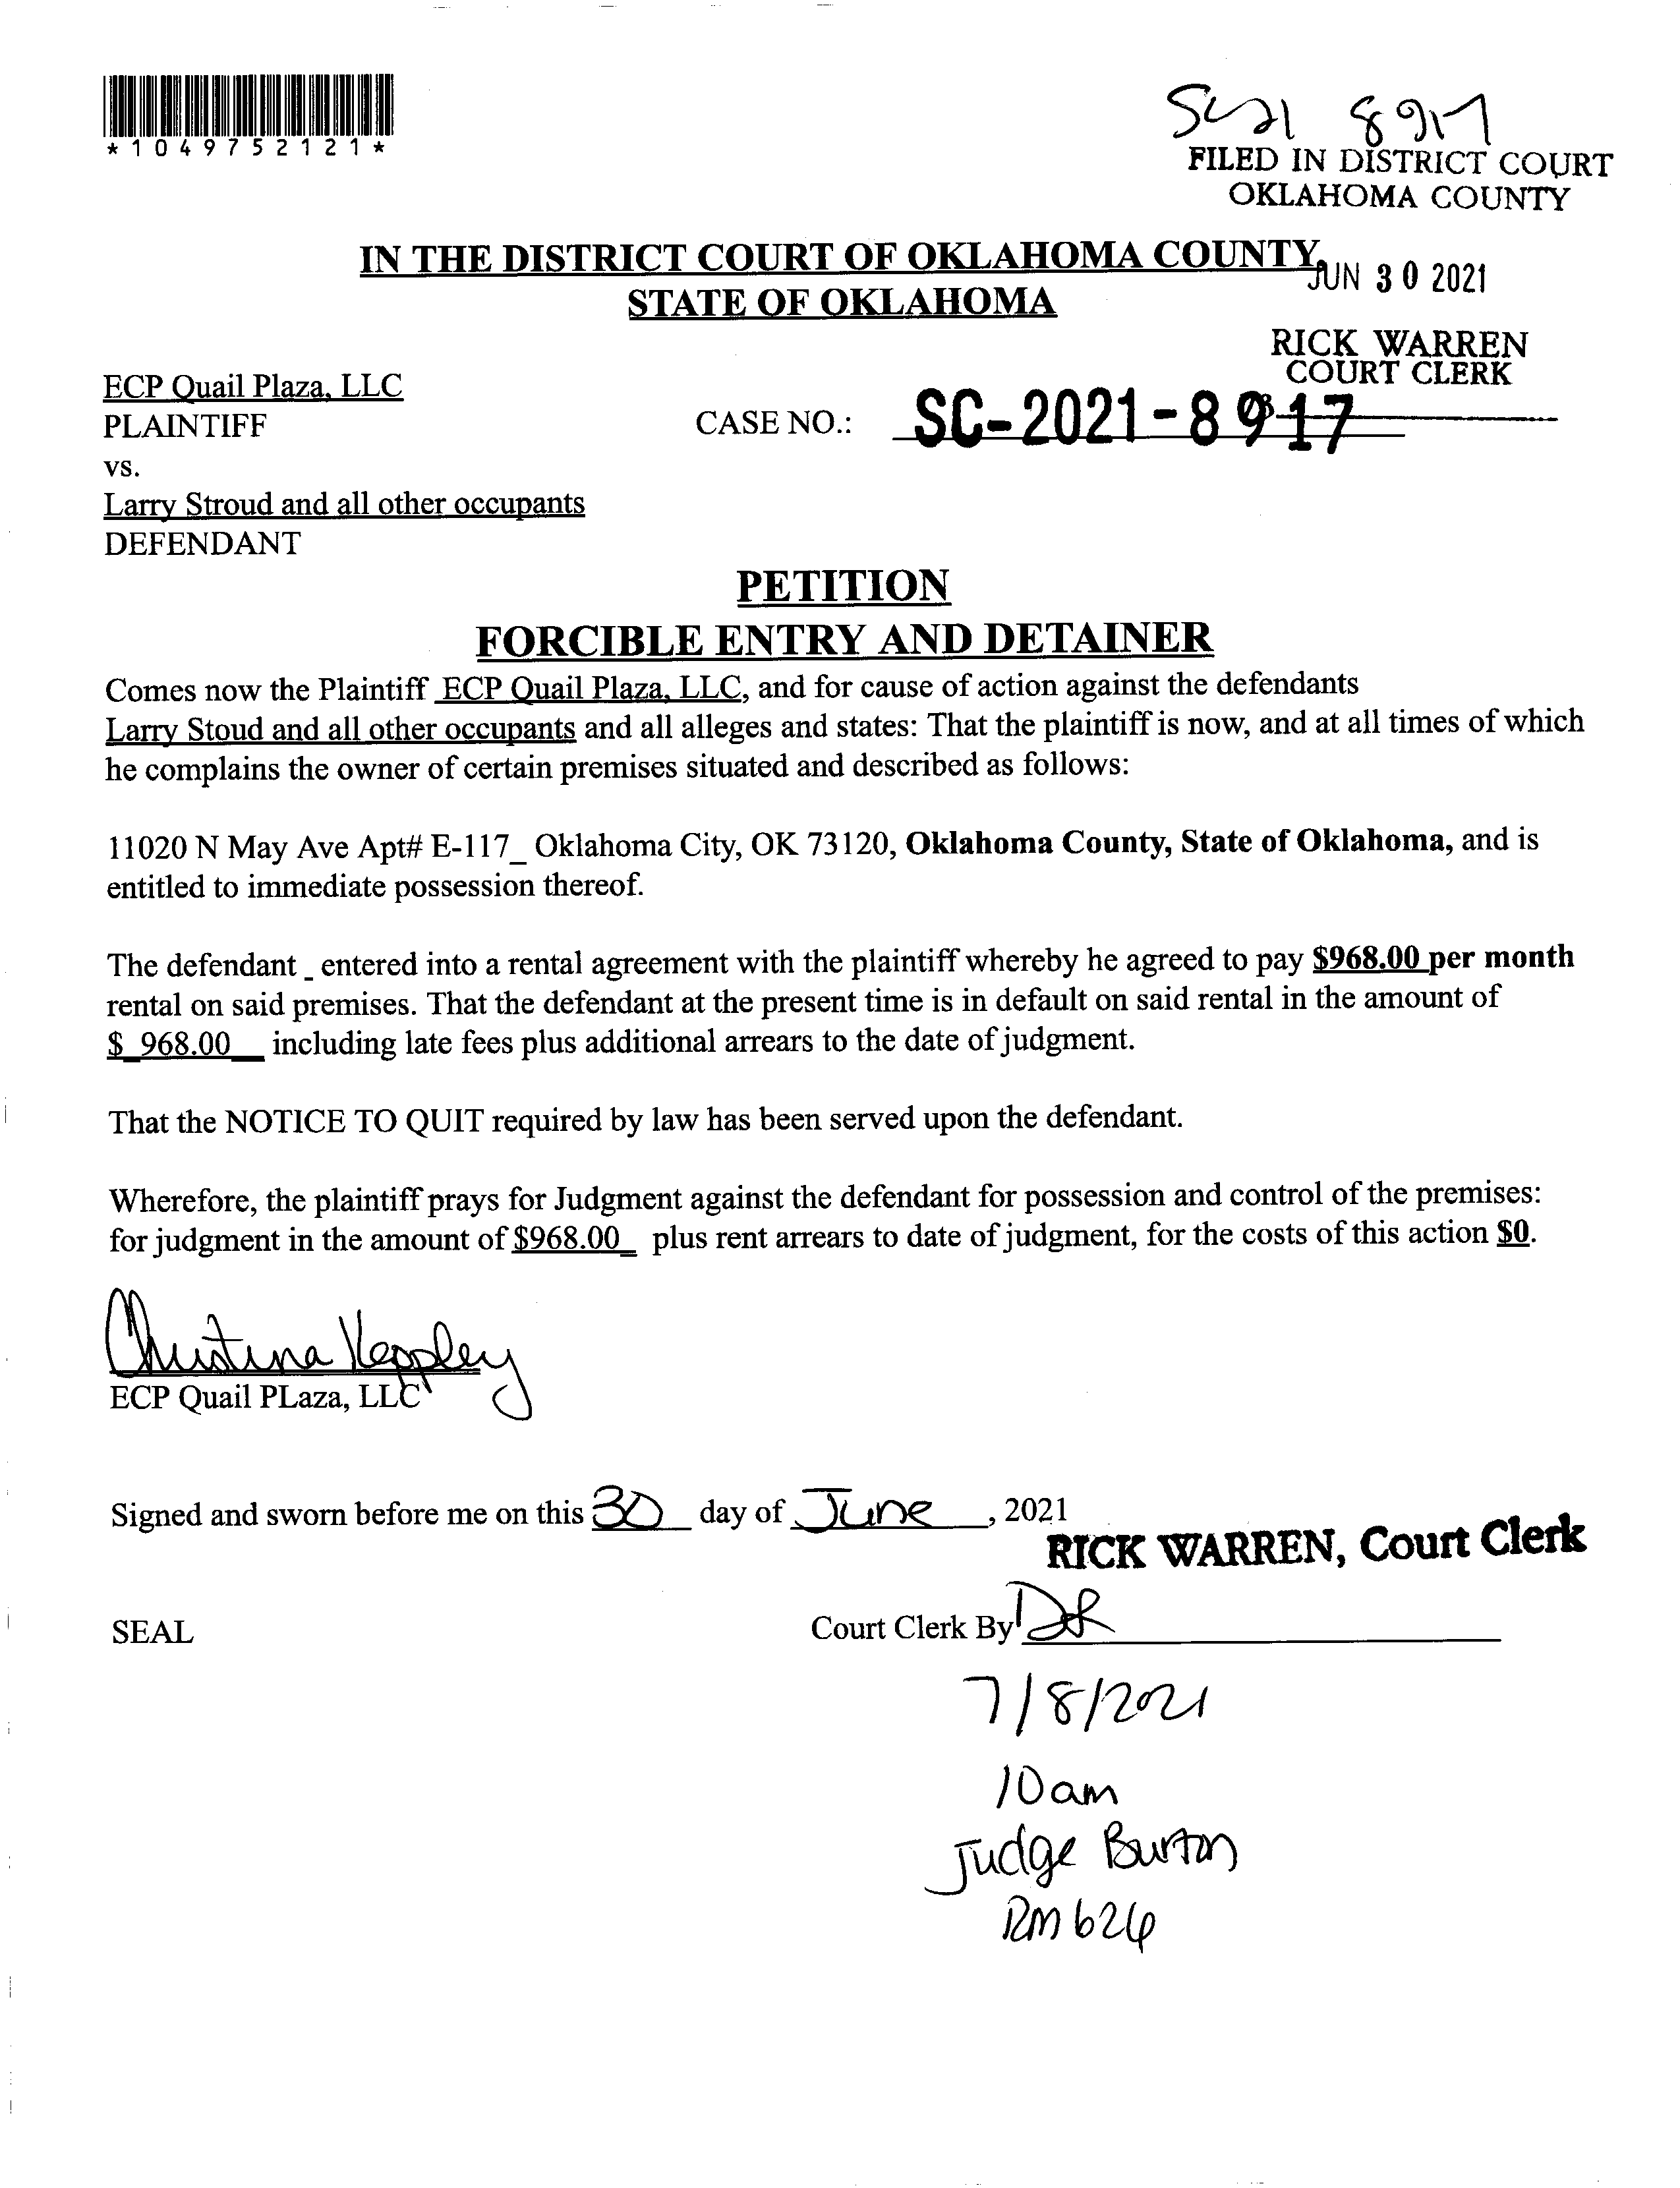 *1049752121*
SC21 8917
FILED IN DISTRICT COURT
OKLAHOMA COUNTY
IN THE DISTRICT COURT OF OKLAHOMA COUNTY,
JUN 30 2021
STATE OF OKLAHOMA
RICK WARREN
COURT CLERK
ECP Quail Plaza, LLC
PLAINTIFF
CASE NO.: SC-2021-8917
vs.
Larry Stroud and all other occupants
DEFENDANT
PETITION
FORCIBLE ENTRY AND DETAINER
Comes now the Plaintiff ECP Quail Plaza, LLC, and for cause of action against the defendants
Larry Stoud and all other occupants and all alleges and states: That the plaintiff is now, and at all times of which
he complains the owner of certain premises situated and described as follows:
11020 N May Ave Apt# E-117_ Oklahoma City, OK 73120, Oklahoma County, State of Oklahoma, and is
entitled to immediate possession thereof.
The defendant _ entered into a rental agreement with the plaintiff whereby he agreed to pay $968.00 per month
rental on said premises. That the defendant at the present time is in default on said rental in the amount of
$_968.00__ including late fees plus additional arrears to the date of judgment.
That the NOTICE TO QUIT required by law has been served upon the defendant.
Wherefore, the plaintiff prays for Judgment against the defendant for possession and control of the premises:
for judgment in the amount of $968.00_ plus rent arrears to date of judgment, for the costs of this action $0.
Christina Keppley
ECP Quail PLaza, LLC
Signed and sworn before me on this 30 day of June, 2021
RICK WARREN, Court Clerk
SEAL
Court Clerk By DR
7/8/2021
10am
Judge Burton
RM 624